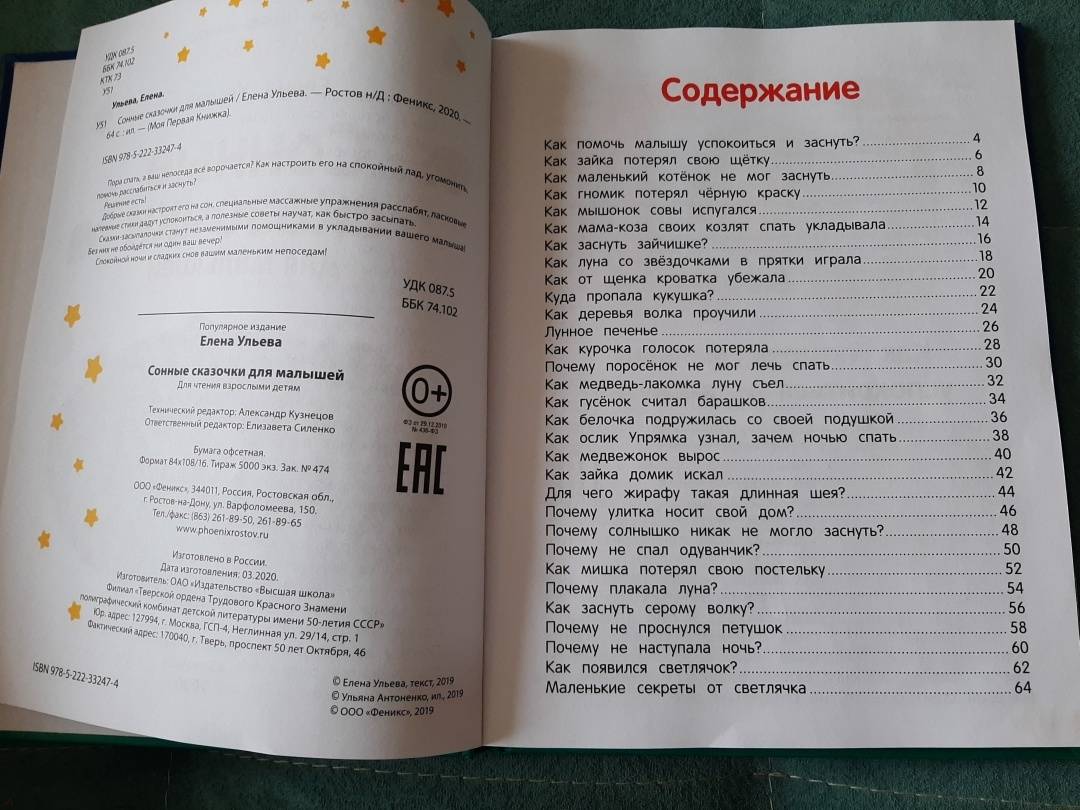 УДК 087.5
ББК 74.102
КТК 73
У51
Ульева, Елена.
У51 Сонные сказочки для малышей / Елена Ульева. — Ростов н/Д : Феникс, 2020. —
64 с. : ил. — (Моя Первая Книжка).
ISBN 978-5-222-33247-4
Пора спать, а ваш непоседа всё ворочается? Как настроить его на спокойный лад, угомонить,
помочь расслабиться и заснуть?
Решение есть!
Добрые сказки настроят его на сон, специальные массажные упражнения расслабят, ласковые
напевные стихи дадут успокоиться, а полезные советы научат, как быстро засыпать.
Сказки-засыпалочки станут незаменимыми помощниками в укладывании вашего малыша!
Без них не обойдётся ни один ваш вечер!
Спокойной ночи и сладких снов вашим маленьким непоседам!
УДК 087.5
ББК 74.102
Популярное издание
Елена Ульева
Сонные сказочки для малышей
Для чтения взрослыми детям
0+
ФЗ от 29.12.2010
№ 436-ФЗ
Технический редактор: Александр Кузнецов
Ответственный редактор: Елизавета Силенко
EAC
Бумага офсетная.
Формат 84х108/16. Тираж 5000 экз. Зак. № 474
ООО «Феникс», 344011, Россия, Ростовская обл.,
г. Ростов-на-Дону, ул. Варфоломеева, 150.
Тел./факс: (863) 261-89-50, 261-89-65
www.phoenixrostov.ru
Изготовлено в России.
Дата изготовления: 03.2020.
Изготовитель: ОАО «Издательство «Высшая школа»
Филиал «Тверской ордена Трудового Красного Знамени
полиграфический комбинат детской литературы имени 50-летия СССР»
Юр. адрес: 127994, г. Москва, ГСП-4, Неглинная ул. 29/14, стр. 1
Фактический адрес: 170040, г. Тверь, проспект 50 лет Октября, 46
ISBN 978-5-222-33247-4
© Елена Ульева, текст, 2019
© Ульяна Антоненко, ил., 2019
© ООО «Феникс», 2019
Содержание
Как помочь малышу успокоиться и заснуть? 4
Как зайка потерял свою щётку 6
Как маленький котёнок не мог заснуть 8
Как гномик потерял чёрную краску 10
Как мышонок совы испугался 12
Как мама-коза своих козлят спать укладывала 14
Как заснуть зайчишке? 16
Как луна со звёздочками в прятки играла 18
Как от щенка кроватка убежала 20
Куда пропала кукушка? 22
Как деревья волка проучили 24
Лунное печенье 26
Как курочка голосок потеряла 28
Почему поросёнок не мог лечь спать 30
Как медведь-лакомка луну съел 32
Как гусёнок считал барашков 34
Как белочка подружилась со своей подушкой 36
Как ослик Упрямка узнал, зачем ночью спать 38
Как медвежонок вырос 40
Как зайка домик искал 42
Для чего жирафу такая длинная шея? 44
Почему улитка носит свой дом? 46
Почему солнышко никак не могло заснуть? 48
Почему не спал одуванчик? 50
Как мишка потерял свою постельку 52
Почему плакала луна? 54
Как заснуть серому волку? 56
Почему не проснулся петушок 58
Почему не наступала ночь? 60
Как появился светлячок? 62
Маленькие секреты от светлячка 64